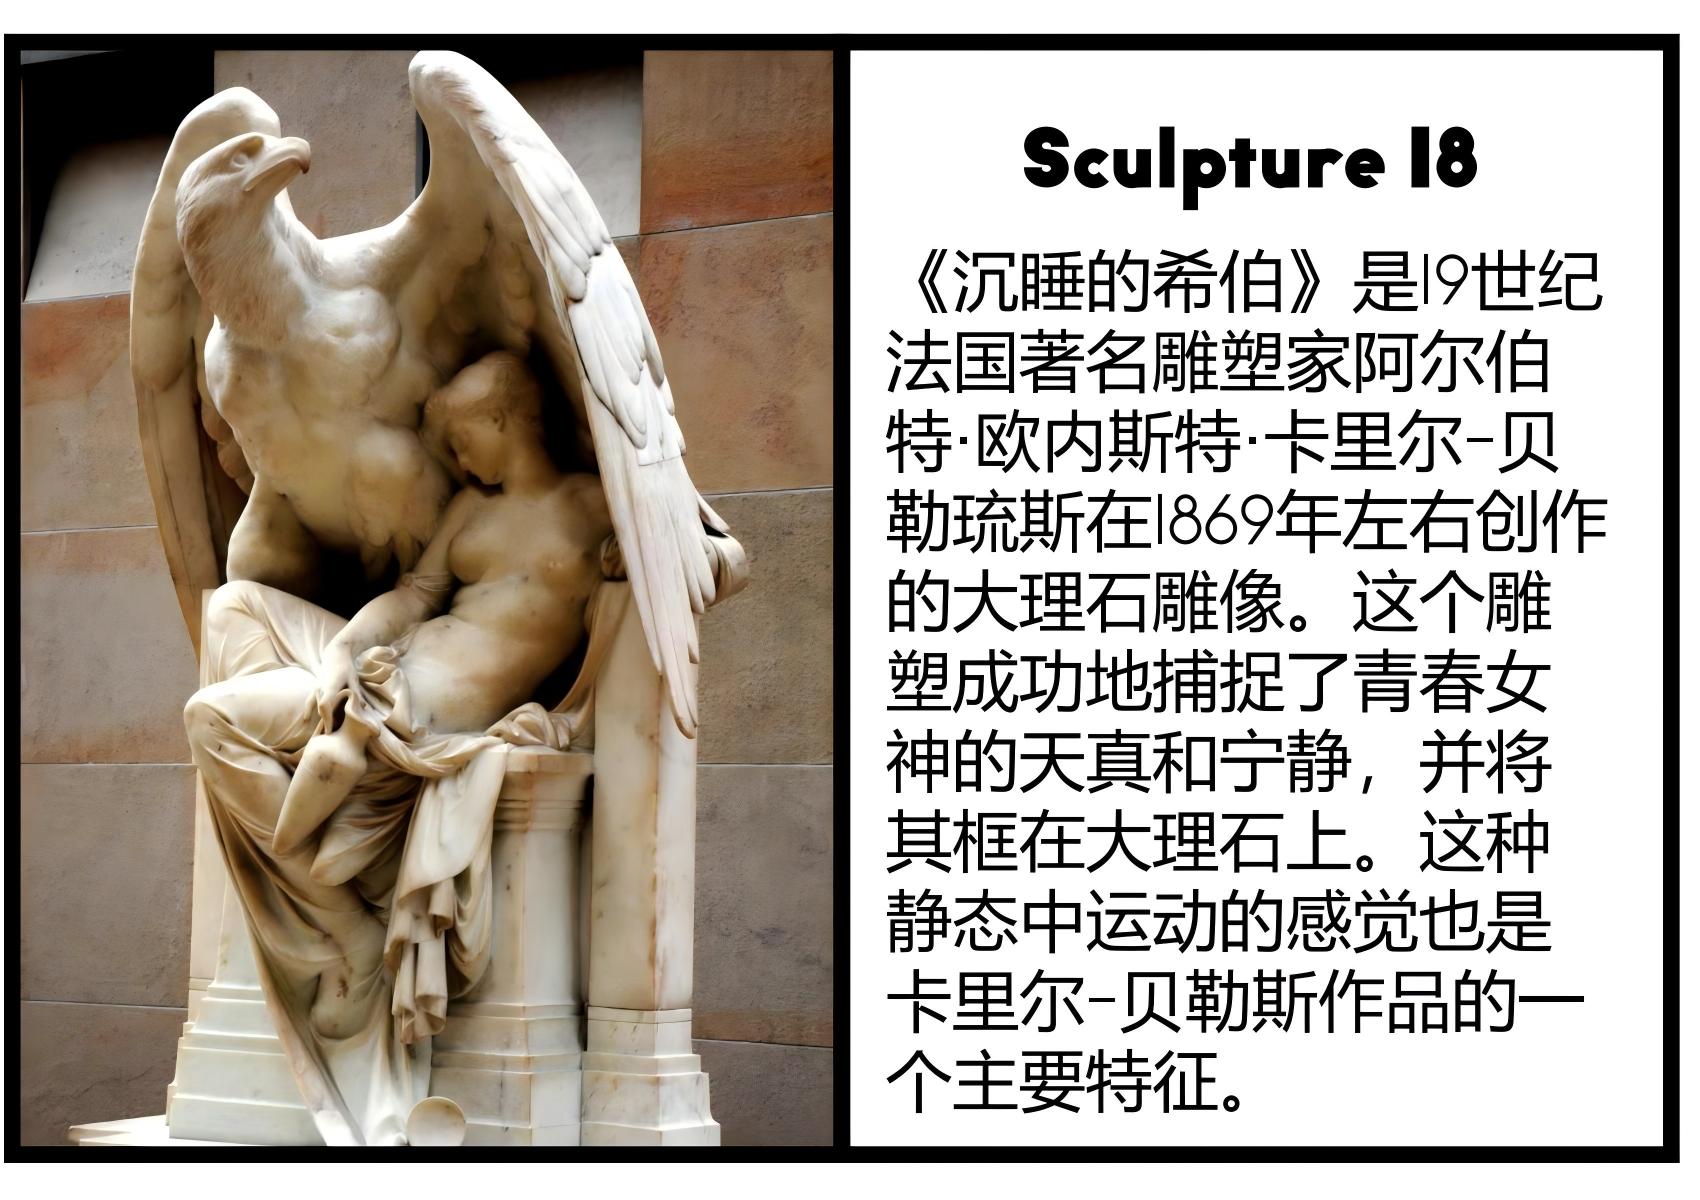 Sculpture 18
《沉睡的希伯》是19世纪
法国著名雕塑家阿尔伯
特·欧内斯特·卡里尔-贝
勒琉斯在1869年左右创作
的大理石雕像。这个雕
塑成功地捕捉了青春女
神的天真和宁静，并将
其框在大理石上。这种
静态中运动的感觉也是
卡里尔-贝勒斯作品的一
个主要特征。